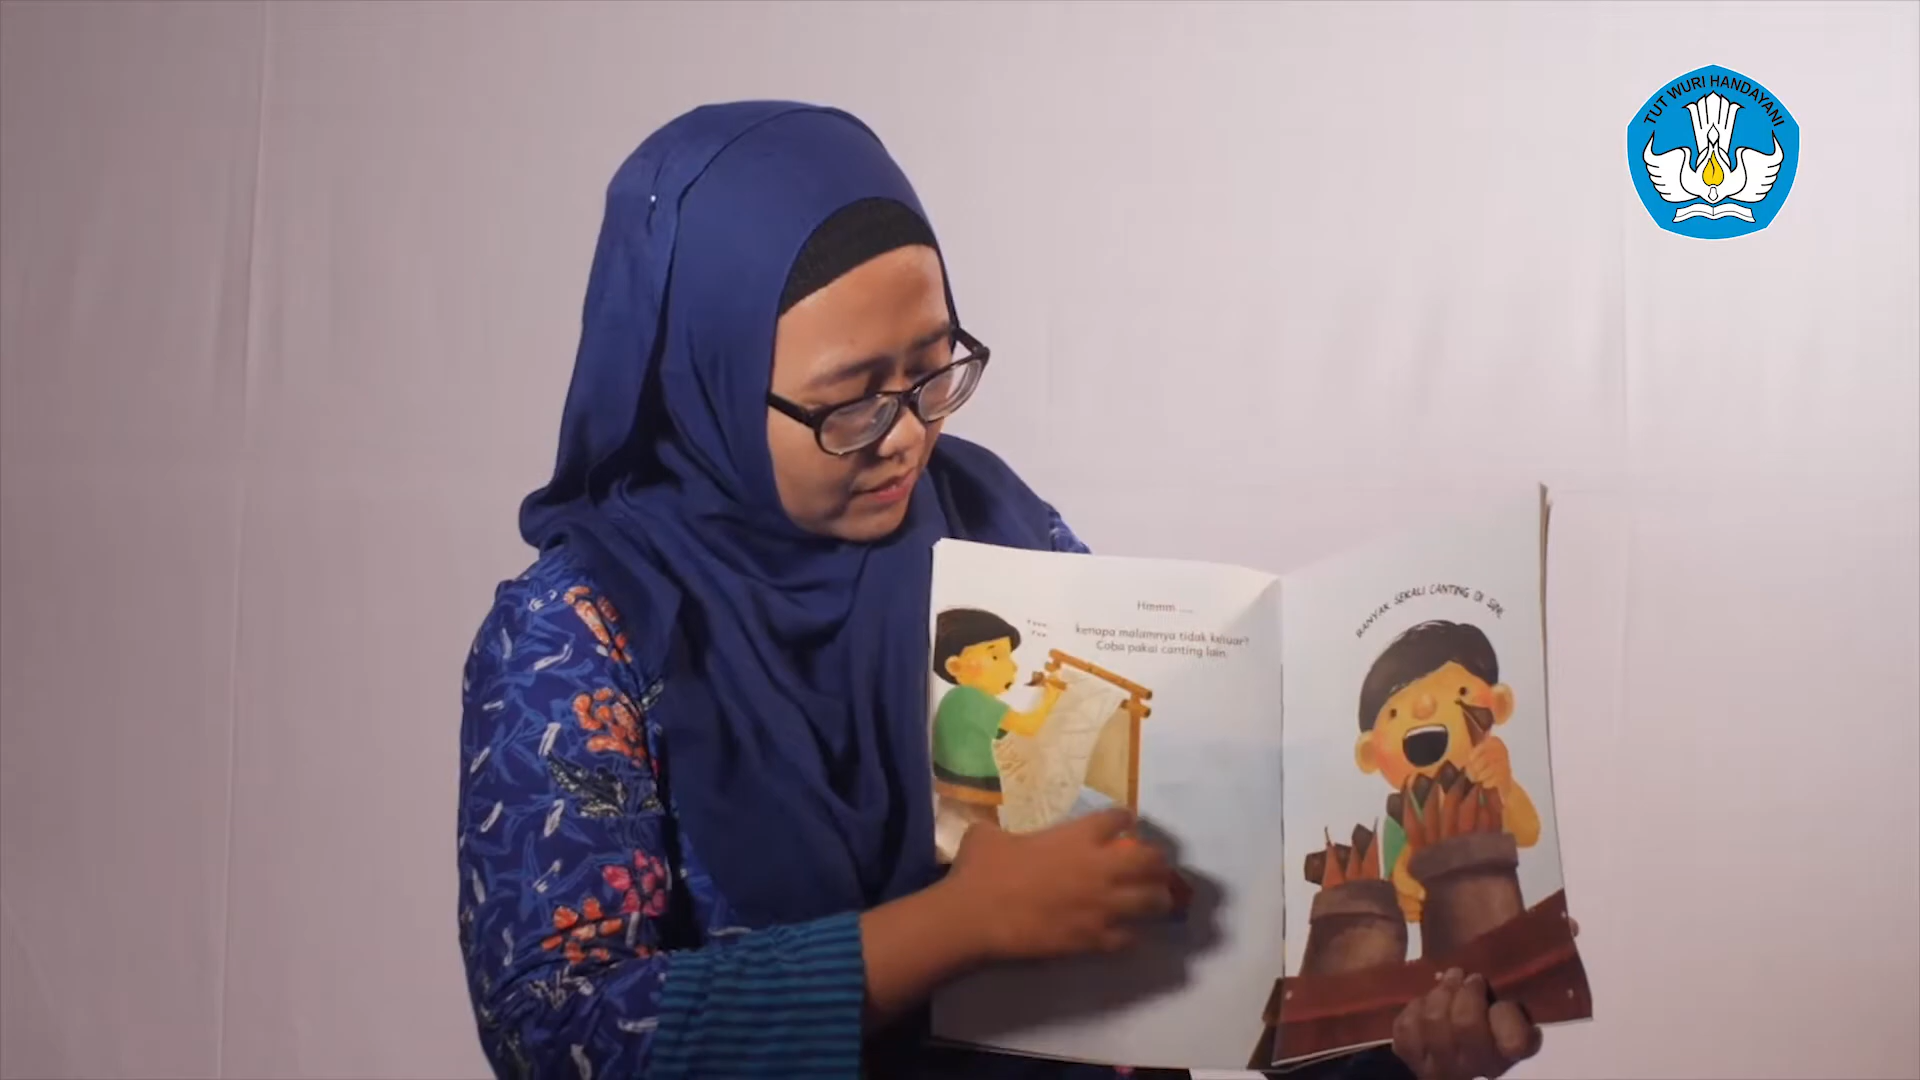 TUT WURI HANDAYANI
Hmmm ....
kenapa malamnya tidak keluar?
Coba pakai canting lain.
BANYAK SEKALI CANTING DI SINI.